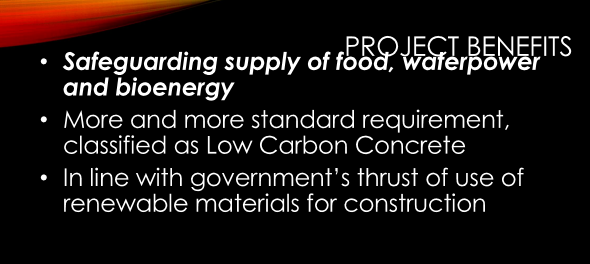 PROJECT BENEFITS
• Safeguarding supply of food, waterpower
and bioenergy
• More and more standard requirement,
classified as Low Carbon Concrete
• In line with government’s thrust of use of
renewable materials for construction